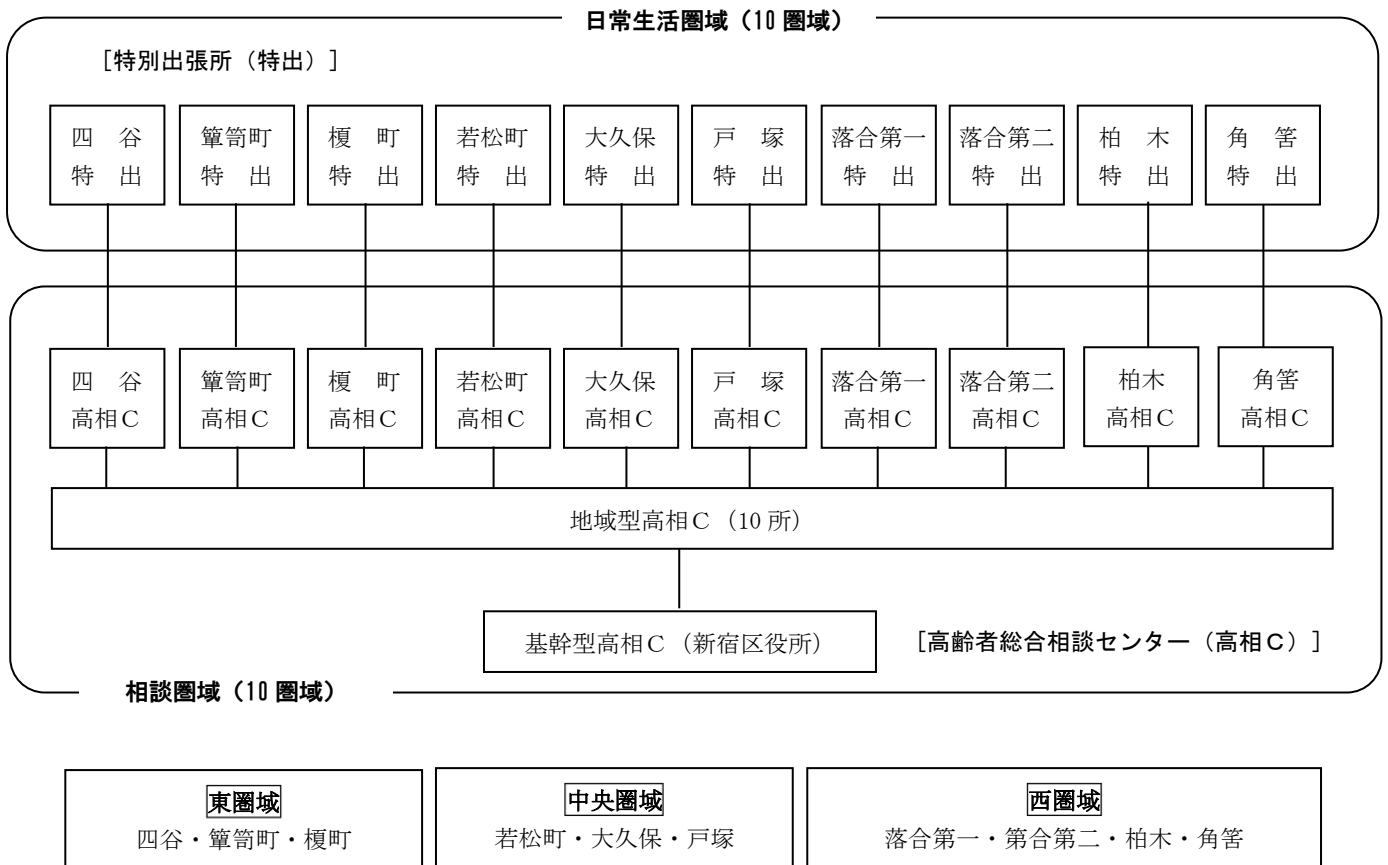 日常生活圏域（10 圏域）
［特別出張所（特出）］
四 谷 箪笥町 榎 町 若松町 大久保 戸 塚 落合第一 落合第二 柏 木 角 筈
特 出 特 出 特 出 特 出 特 出 特 出 特 出 特 出 特 出 特 出
四 谷 箪笥町 榎 町 若松町 大久保 戸 塚 落合第一 落合第二 柏木 角筈
高相Ｃ 高相Ｃ 高相Ｃ 高相Ｃ 高相Ｃ 高相Ｃ 高相Ｃ 高相Ｃ 高相Ｃ 高相Ｃ
地域型高相Ｃ（10 所）
基幹型高相Ｃ（新宿区役所） ［高齢者総合相談センター（高相Ｃ）］
相談圏域（10 圏域）
東圏域 中央圏域 西圏域
四谷・箪笥町・榎町 若松町・大久保・戸塚 落合第一・第合第二・柏木・角筈